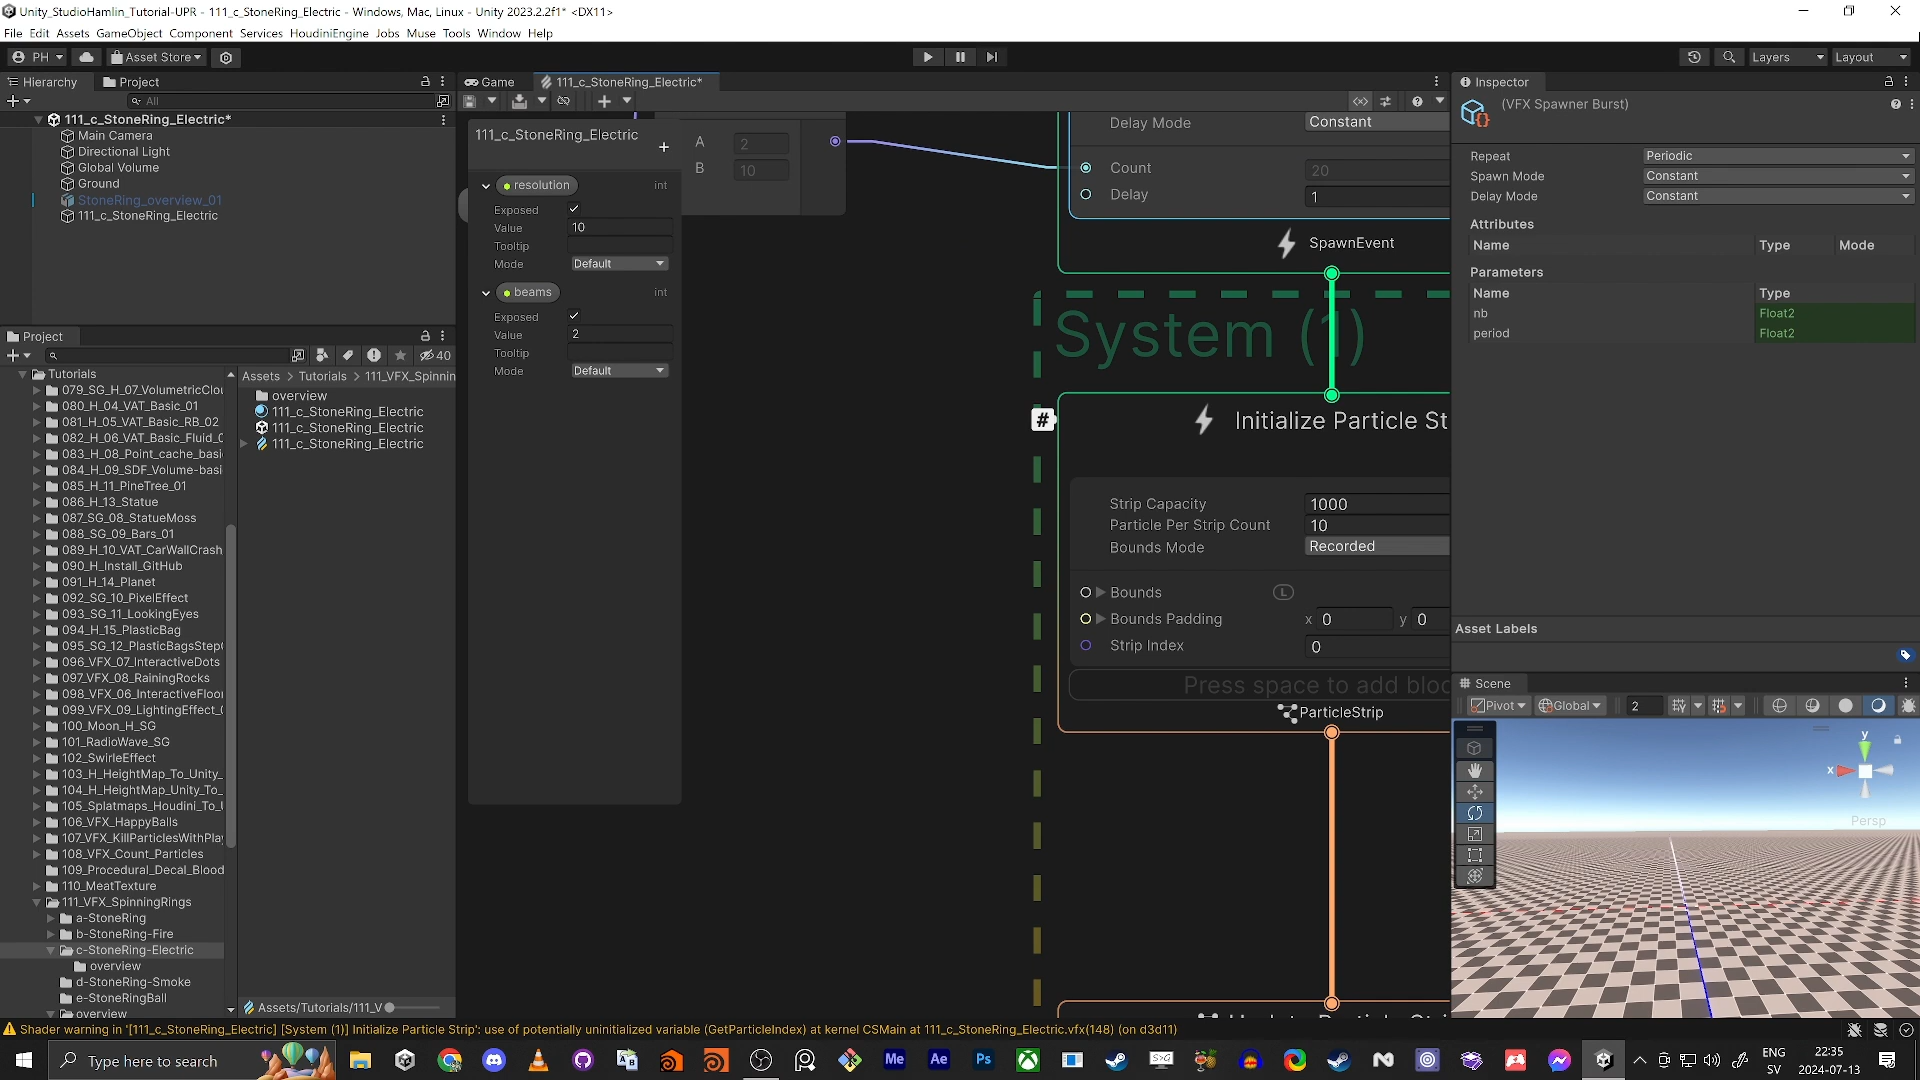 Unity_StudioHamlin_Tutorial-UPR - 111_c_StoneRing_Electric - Windows, Mac, Linux - Unity 2023.2.2f1* <DX11>
File Edit Assets GameObject Component Services HoudiniEngine Jobs Muse Tools Window Help
PH Asset Store Layers Layout
Hierarchy Project
All
111_c_StoneRing_Electric*
Main Camera
Directional Light
Global Volume
Ground
StoneRing_overview_01
111_c_StoneRing_Electric
Project
40
Tutorials
079_SG_H_07_VolumetricClou
080_H_04_VAT_Basic_01
081_H_05_VAT_Basic_RB_02
082_H_06_VAT_Basic_Fluid_0
083_H_08_Point_cache_basi
084_H_09_SDF_Volume-basi
085_H_11_PineTree_01
086_H_13_Statue
087_SG_08_StatueMoss
088_SG_09_Bars_01
089_H_10_VAT_CarWallCrash
090_H_Install_GitHub
091_H_14_Planet
092_SG_10_PixelEffect
093_SG_11_LookingEyes
094_H_15_PlasticBag
095_SG_12_PlasticBagsStep
096_VFX_07_InteractiveDots
097_VFX_08_RainingRocks
098_VFX_06_InteractiveFloor
099_VFX_09_LightingEffect_0
100_Moon_H_SG
101_RadioWave_SG
102_SwirleEffect
103_H_HeightMap_To_Unity_
104_H_HeightMap_Unity_To_
105_Splatmaps_Houdini_To_U
106_VFX_HappyBalls
107_VFX_KillParticlesWithPlay
108_VFX_Count_Particles
109_Procedural_Decal_Blood
110_MeatTexture
111_VFX_SpinningRings
a-StoneRing
b-StoneRing-Fire
c-StoneRing-Electric
overview
d-StoneRing-Smoke
e-StoneRingBall
overview
Assets > Tutorials > 111_VFX_Spinnin
overview
111_c_StoneRing_Electric
111_c_StoneRing_Electric
111_c_StoneRing_Electric
Assets/Tutorials/111_V
Game 111_c_StoneRing_Electric*
111_c_StoneRing_Electric
resolution int
Exposed
Value 10
Tooltip
Mode Default
beams int
Exposed
Value 2
Tooltip
Mode Default
A 2
B 10
Delay Mode Constant
Count 20
Delay 1
SpawnEvent
System (1)
#
Initialize Particle St
Strip Capacity 1000
Particle Per Strip Count 10
Bounds Mode Recorded
Bounds L
Bounds Padding x 0 y 0
Strip Index 0
Press space to add bloc
ParticleStrip
Inspector
(VFX Spawner Burst)
Repeat Periodic
Spawn Mode Constant
Delay Mode Constant
Attributes
Name Type Mode
Parameters
Name Type
nb Float2
period Float2
Asset Labels
Scene
Pivot Global 2
y
x
Persp
Shader warning in '[111_c_StoneRing_Electric] [System (1)] Initialize Particle Strip': use of potentially uninitialized variable (GetParticleIndex) at kernel CSMain at 111_c_StoneRing_Electric.vfx(148) (on d3d11)
Type here to search
Me Ae Ps
ENG
SV
22:35
2024-07-13